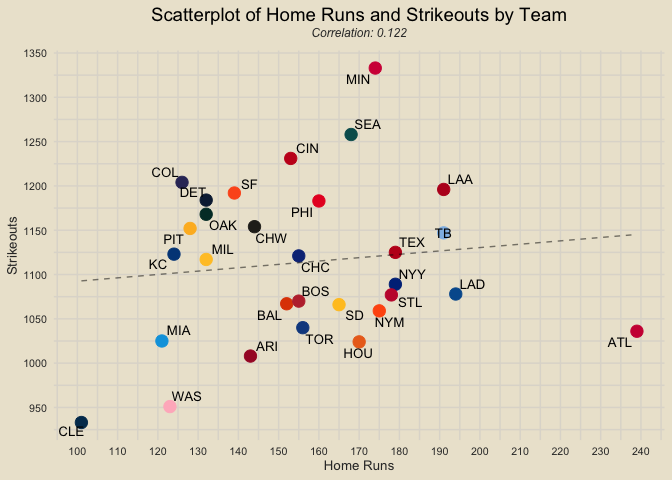 Scatterplot of Home Runs and Strikeouts by Team
Correlation: 0.122
1350
1300
1250
1200
1150
1100
1050
1000
950
Strikeouts
MIN
SEA
CIN
COL
DET
SF
LAA
PHI
OAK
PIT
CHW
TB
MIL
KC
CHC
TEX
NYY
BOS
LAD
BAL
SD
STL
NYM
MIA
TOR
ATL
ARI
HOU
WAS
CLE
100 110 120 130 140 150 160 170 180 190 200 210 220 230 240
Home Runs